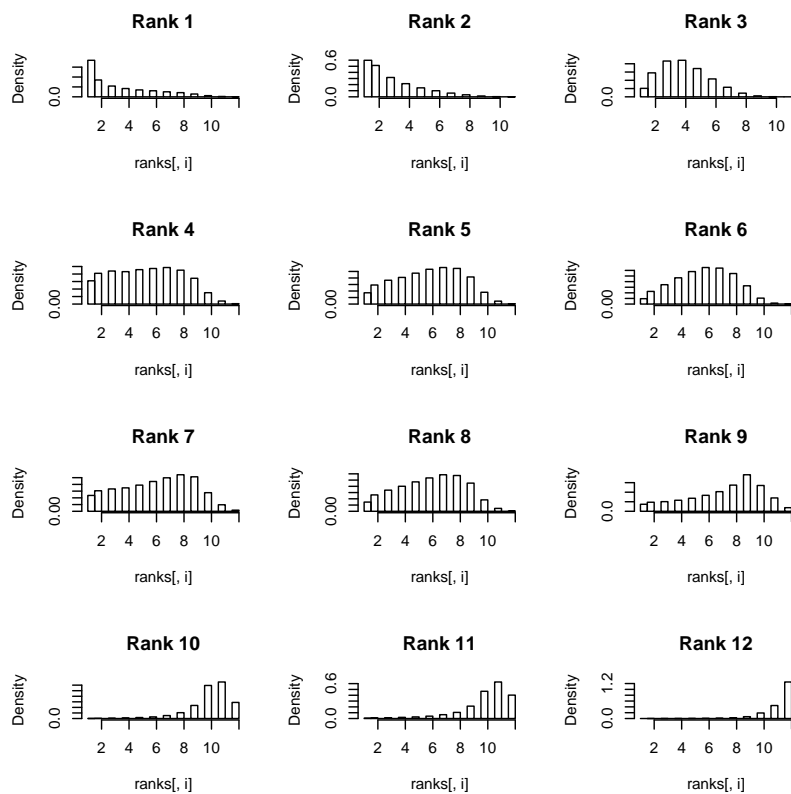 Rank 1
Density
0.0
2 4 6 8 10
ranks[, i]
Rank 2
Density
0.0 0.6
2 4 6 8 10
ranks[, i]
Rank 3
Density
0.0
2 4 6 8 10
ranks[, i]
Rank 4
Density
0.00
2 4 6 8 10
ranks[, i]
Rank 5
Density
0.00
2 4 6 8 10
ranks[, i]
Rank 6
Density
0.00
2 4 6 8 10
ranks[, i]
Rank 7
Density
0.00
2 4 6 8 10
ranks[, i]
Rank 8
Density
0.00
2 4 6 8 10
ranks[, i]
Rank 9
Density
0.0
2 4 6 8 10
ranks[, i]
Rank 10
Density
0.0
2 4 6 8 10
ranks[, i]
Rank 11
Density
0.0 0.6
2 4 6 8 10
ranks[, i]
Rank 12
Density
0.0 1.2
2 4 6 8 10
ranks[, i]